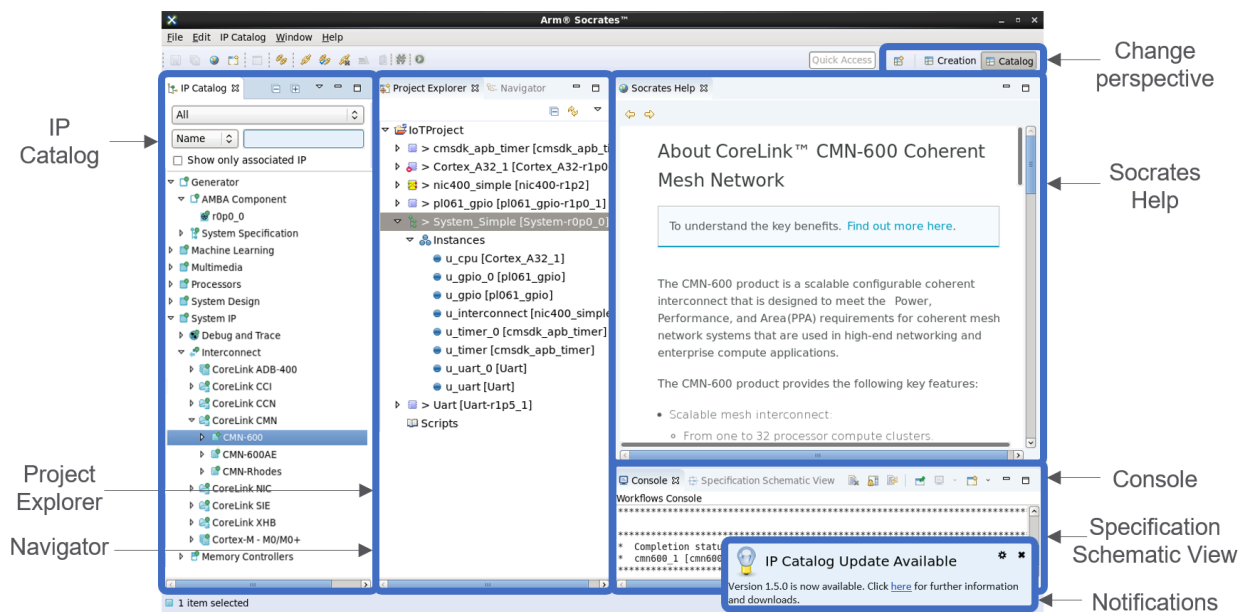 Arm® Socrates™
File Edit IP Catalog Window Help
Quick Access
Creation
Catalog
Change
perspective
IP
Catalog
IP Catalog
All
Name
Show only associated IP
Generator
AMBA Component
r0p0_0
System Specification
Machine Learning
Multimedia
Processors
System Design
System IP
Debug and Trace
Interconnect
CoreLink ADB-400
CoreLink CCI
CoreLink CCN
CoreLink CMN
CMN-600
CMN-600AE
CMN-Rhodes
CoreLink NIC
CoreLink SIE
CoreLink XHB
Cortex-M - M0/M0+
Memory Controllers
1 item selected
Project
Explorer
Navigator
Project Explorer
Navigator
IoTProject
> cmsdk_apb_timer [cmsdk_apb_ti
> Cortex_A32_1 [Cortex_A32-r1p0
> nic400_simple [nic400-r1p2]
> pl061_gpio [pl061_gpio-r1p0_1]
> System_Simple [System-r0p0_0]
Instances
u_cpu [Cortex_A32_1]
u_gpio_0 [pl061_gpio]
u_gpio [pl061_gpio]
u_interconnect [nic400_simple
u_timer_0 [cmsdk_apb_timer]
u_timer [cmsdk_apb_timer]
u_uart_0 [Uart]
u_uart [Uart]
> Uart [Uart-r1p5_1]
Scripts
Socrates Help
About CoreLink™ CMN-600 Coherent
Mesh Network
To understand the key benefits. Find out more here.
The CMN-600 product is a scalable configurable coherent
interconnect that is designed to meet the Power,
Performance, and Area(PPA) requirements for coherent mesh
network systems that are used in high-end networking and
enterprise compute applications.
The CMN-600 product provides the following key features:
• Scalable mesh interconnect:
From one to 32 processor compute clusters.
Socrates
Help
Console
Specification Schematic View
Workflows Console
* Completion statu
* cmn600_1 [cmn600
IP Catalog Update Available
Version 1.5.0 is now available. Click here for further information
and downloads.
Console
Specification
Schematic View
Notifications